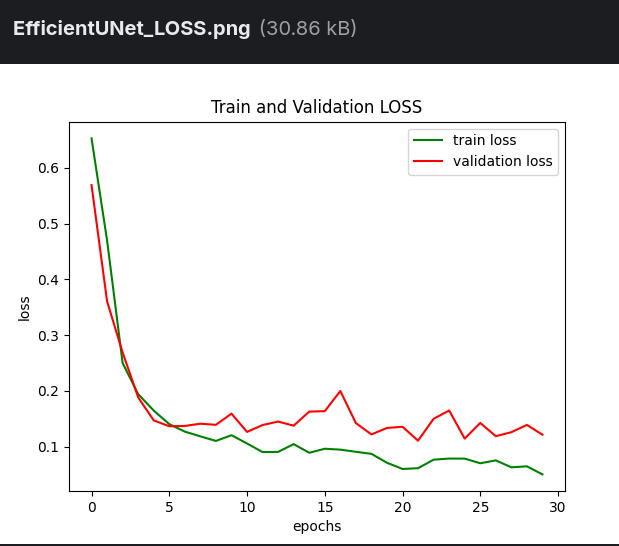 EfficientUNet_LOSS.png (30.86 kB)
Train and Validation LOSS
train loss
validation loss
0.6
0.5
0.4
0.3
0.2
0.1
loss
0 5 10 15 20 25 30
epochs